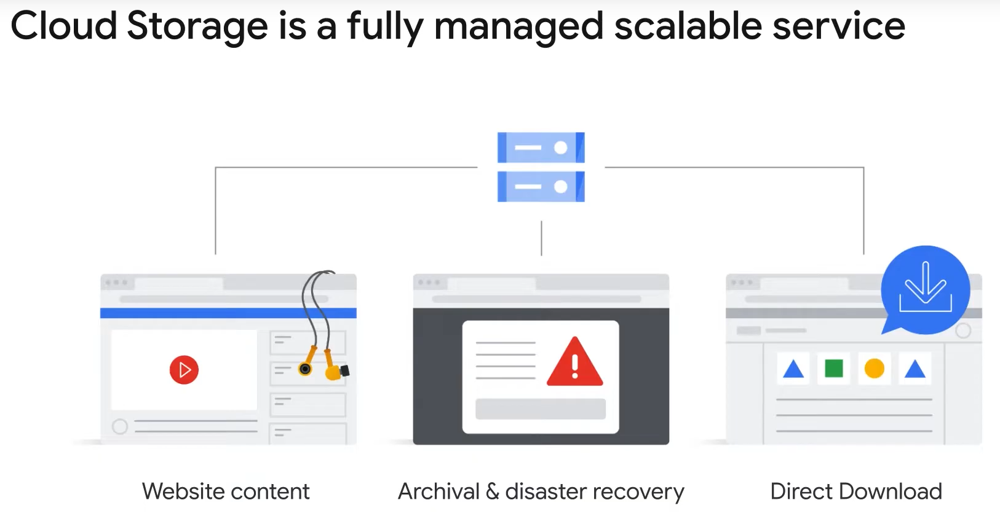 Cloud Storage is a fully managed scalable service
Website content
Archival & disaster recovery
Direct Download